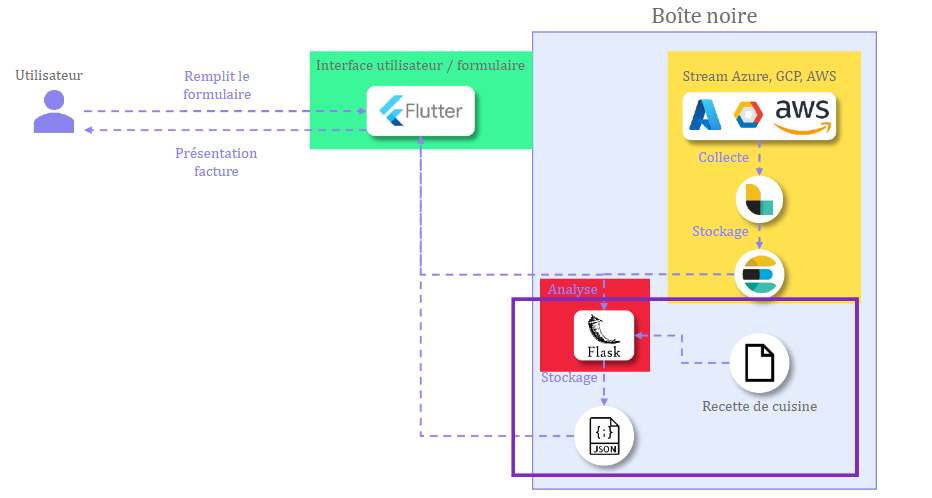 Boîte noire
Utilisateur
Remplit le
formulaire
Présentation
facture
Interface utilisateur / formulaire
Flutter
Stream Azure, GCP, AWS
aws
Collecte
Stockage
Analyse
Flask
Stockage
{;}
JSON
Recette de cuisine